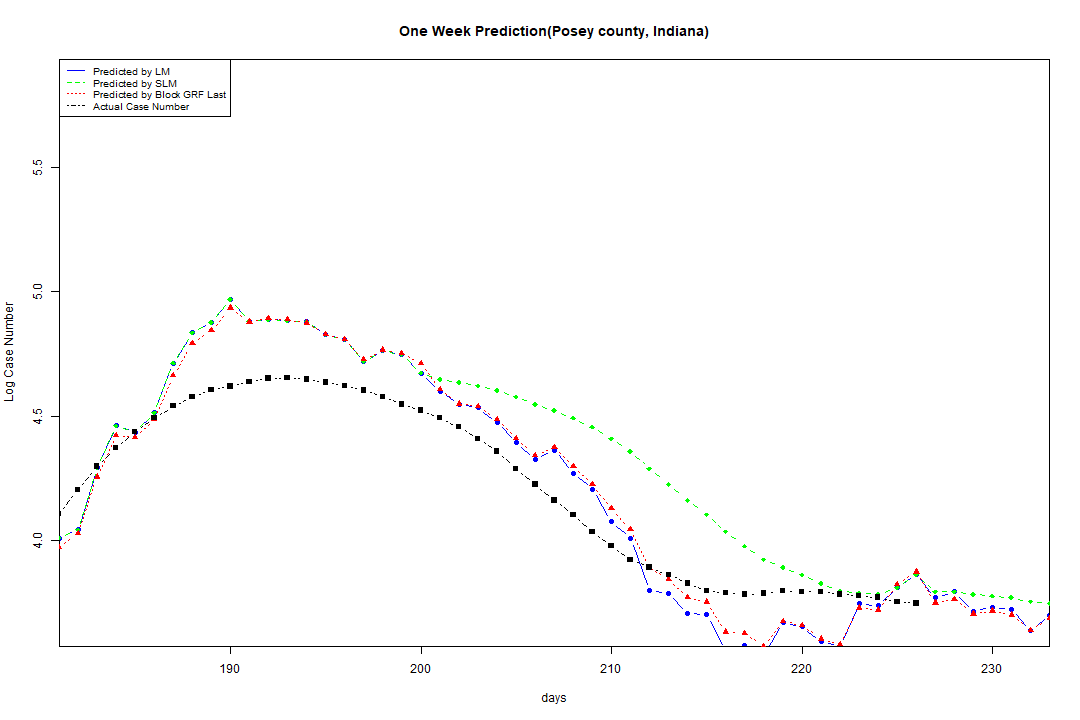 One Week Prediction(Posey county, Indiana)
Predicted by LM
Predicted by SLM
Predicted by Block GRF Last
Actual Case Number
5.5
5.0
4.5
4.0
Log Case Number
190
200
210
220
230
days